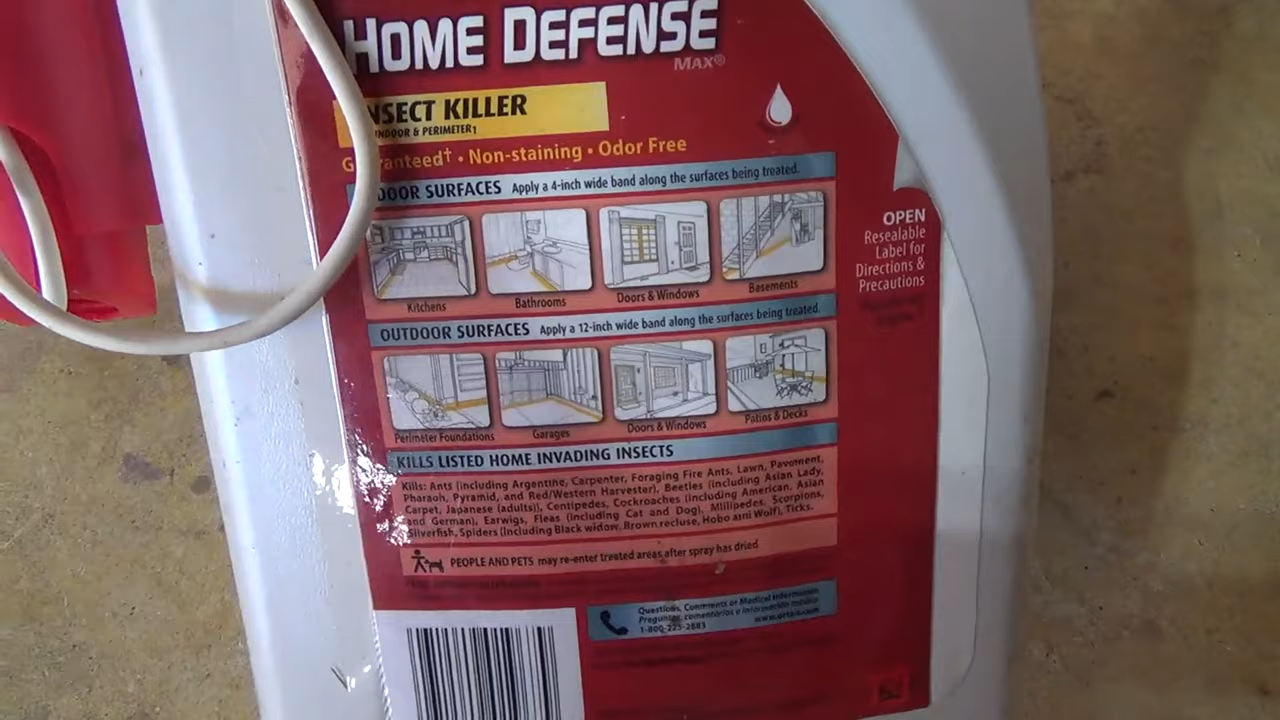 HOME DEFENSE
MAX®
INSECT KILLER
INDOOR & PERIMETER1
Guaranteed† • Non-staining • Odor Free
INDOOR SURFACES Apply a 4-inch wide band along the surfaces being treated.
Kitchens
Bathrooms
Doors & Windows
Basements
OUTDOOR SURFACES Apply a 12-inch wide band along the surfaces being treated.
Perimeter Foundations
Garages
Doors & Windows
Patios & Decks
KILLS LISTED HOME INVADING INSECTS
Kills: Ants (including Argentine, Carpenter, Foraging Fire Ants, Lawn, Pavement,
Pharaoh, Pyramid, and Red/Western Harvester), Beetles (including Asian Lady,
Carpet, Japanese (adults)), Centipedes, Cockroaches (including American, Asian
and German), Earwigs, Fleas (including Cat and Dog), Millipedes, Scorpions,
Silverfish, Spiders (including Black widow, Brown recluse, Hobo and Wolf), Ticks.
PEOPLE AND PETS may re-enter treated areas after spray has dried
Questions, Comments or Medical Information
Preguntas, comentarios o información médica
1-800-225-2883 www.ortho.com
OPEN
Resealable
Label for
Directions &
Precautions